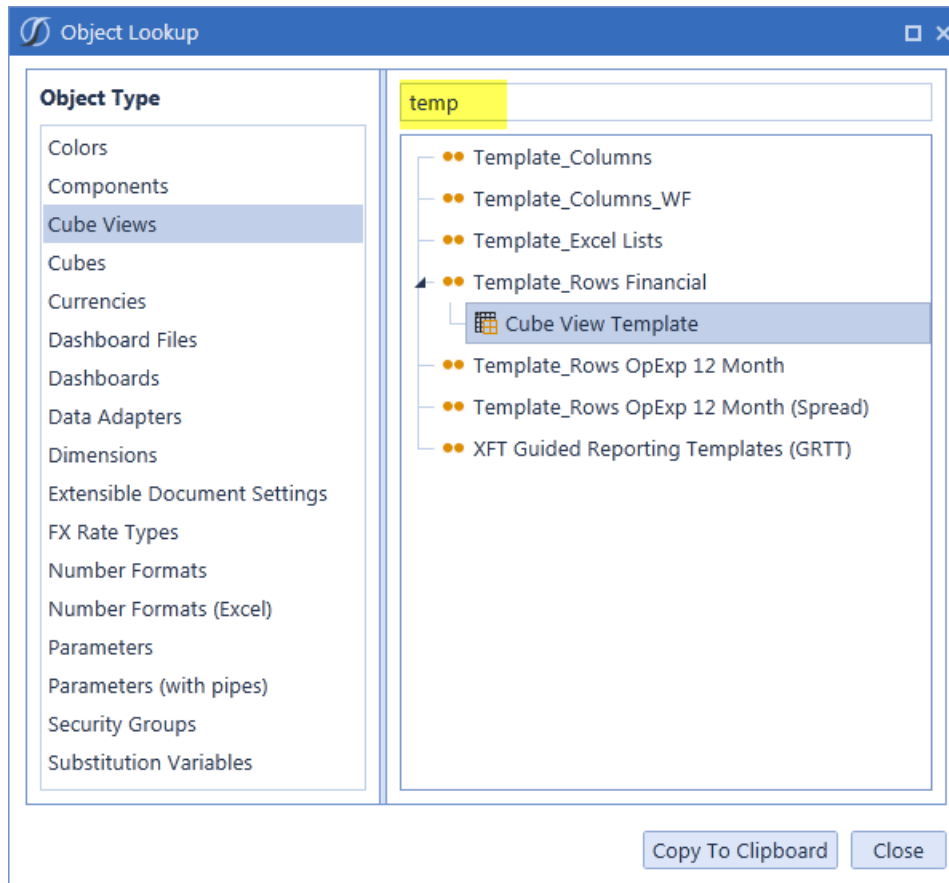 Object Lookup
Object Type
Colors
Components
Cube Views
Cubes
Currencies
Dashboard Files
Dashboards
Data Adapters
Dimensions
Extensible Document Settings
FX Rate Types
Number Formats
Number Formats (Excel)
Parameters
Parameters (with pipes)
Security Groups
Substitution Variables
temp
Template_Columns
Template_Columns_WF
Template_Excel Lists
Template_Rows Financial
Cube View Template
Template_Rows OpExp 12 Month
Template_Rows OpExp 12 Month (Spread)
XFT Guided Reporting Templates (GRTT)
Copy To Clipboard
Close